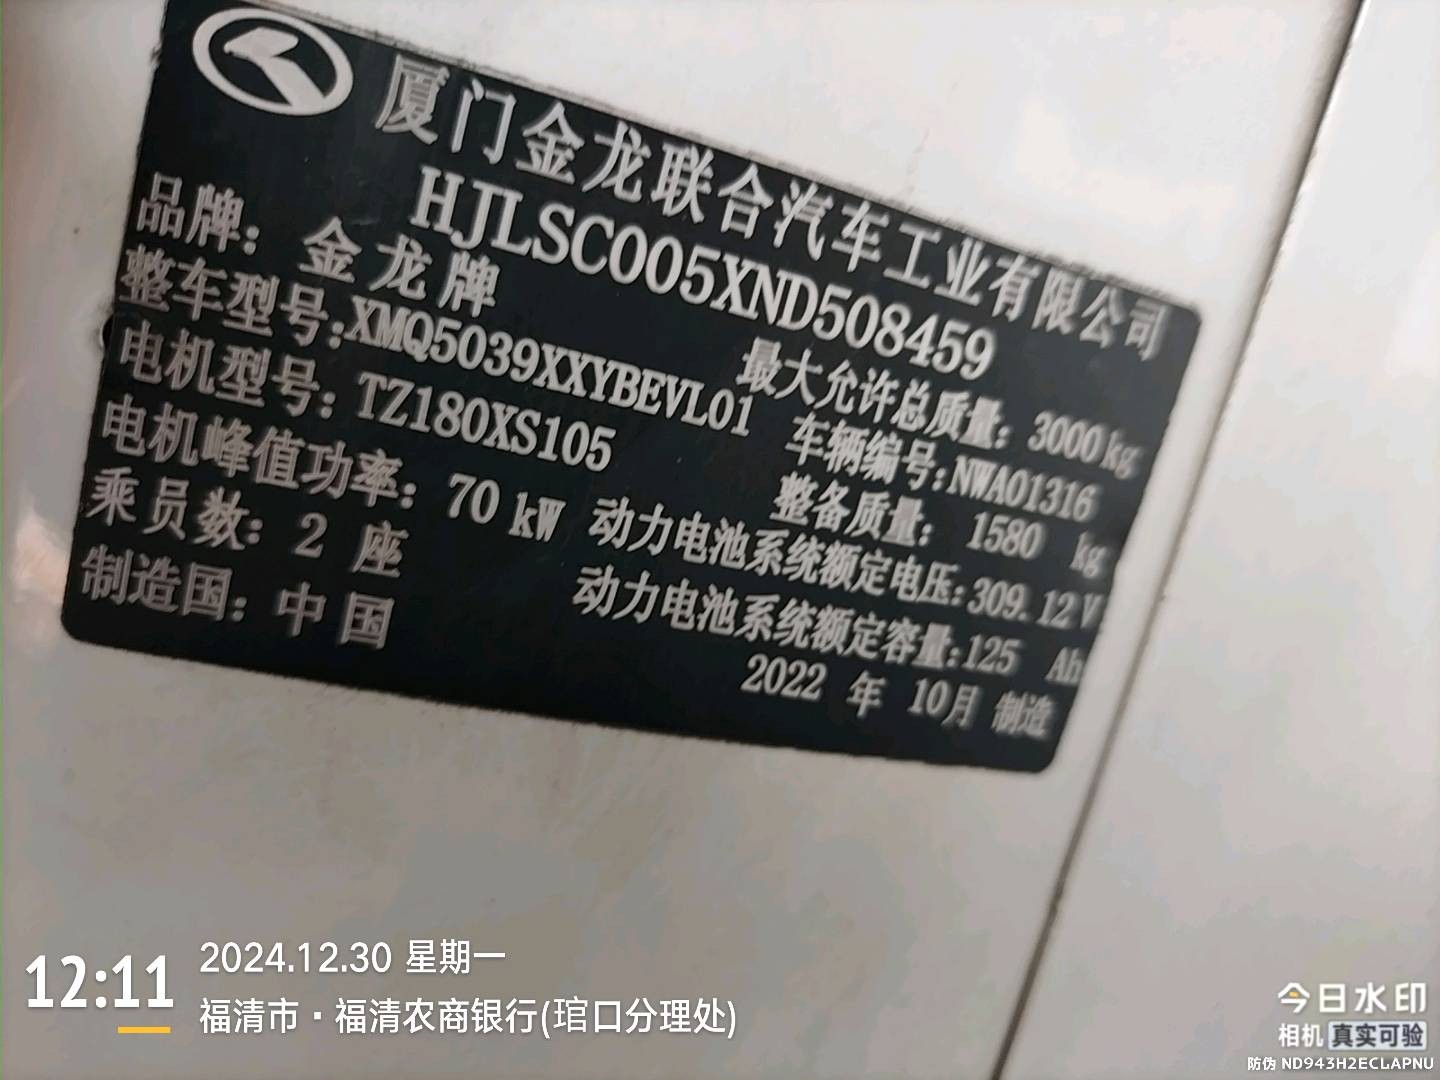 厦门金龙联合汽车工业有限公司
HJLSC005XND508459
品牌: 金龙牌
最大允许总质量: 3000kg
整车型号:XMQ5039XXYBEVL01
车辆编号:NWA01316
电机型号: TZ180XS105
整备质量: 1580 kg
电机峰值功率: 70 kW
动力电池系统额定电压:309.12V
乘员数: 2 座
动力电池系统额定容量:125 Ah
制造国: 中国
2022 年 10月 制造
12:11
2024.12.30 星期一
福清市·福清农商银行(琯口分理处)
今日水印
相机 真实可验
防伪 ND943H2ECLAPNU